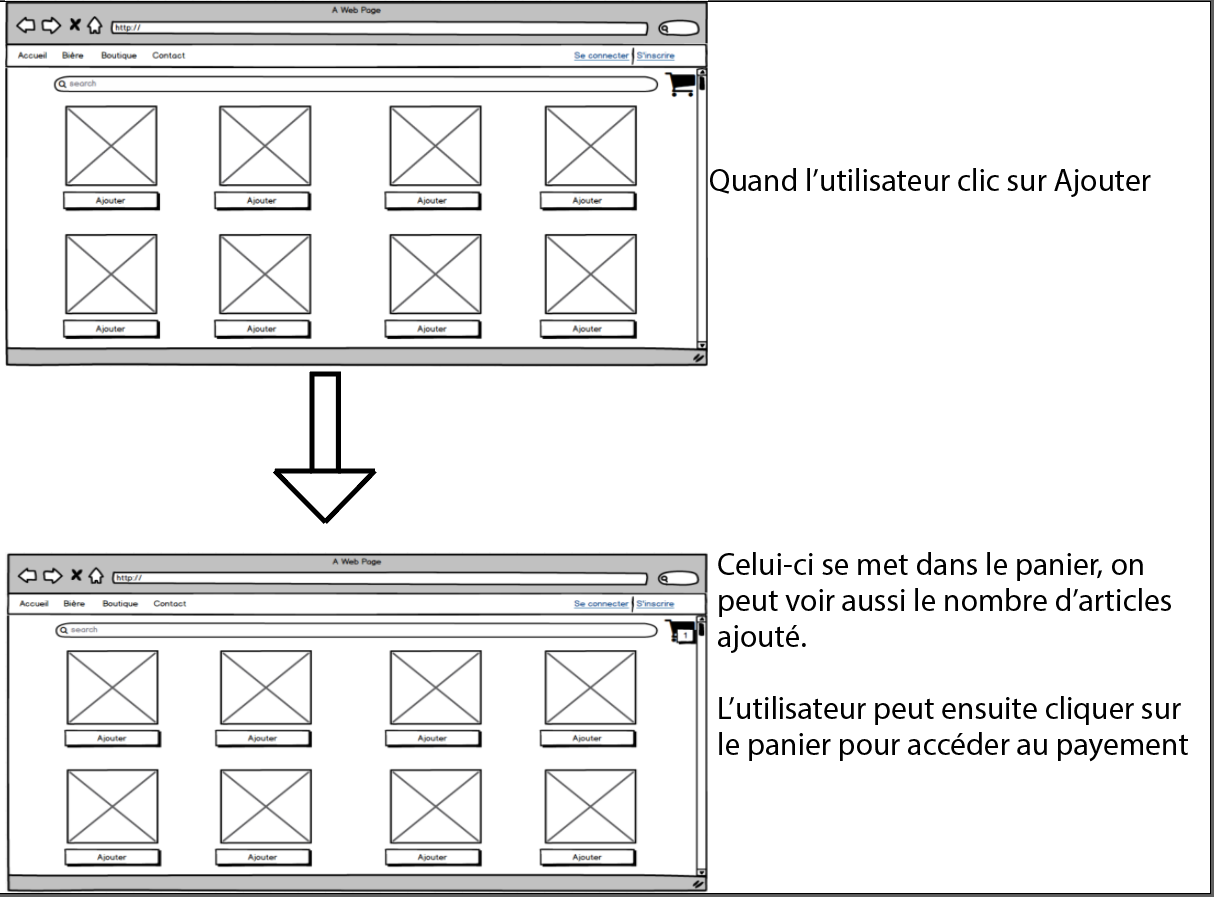 A Web Page
http://
Accueil Bière Boutique Contact Se connecter S'inscrire
search
Ajouter Ajouter Ajouter Ajouter
Ajouter Ajouter Ajouter Ajouter
Quand l'utilisateur clic sur Ajouter
A Web Page
http://
Accueil Bière Boutique Contact Se connecter S'inscrire
search
1
Ajouter Ajouter Ajouter Ajouter
Ajouter Ajouter Ajouter Ajouter
Celui-ci se met dans le panier, on
peut voir aussi le nombre d'articles
ajouté.
L'utilisateur peut ensuite cliquer sur
le panier pour accéder au payement